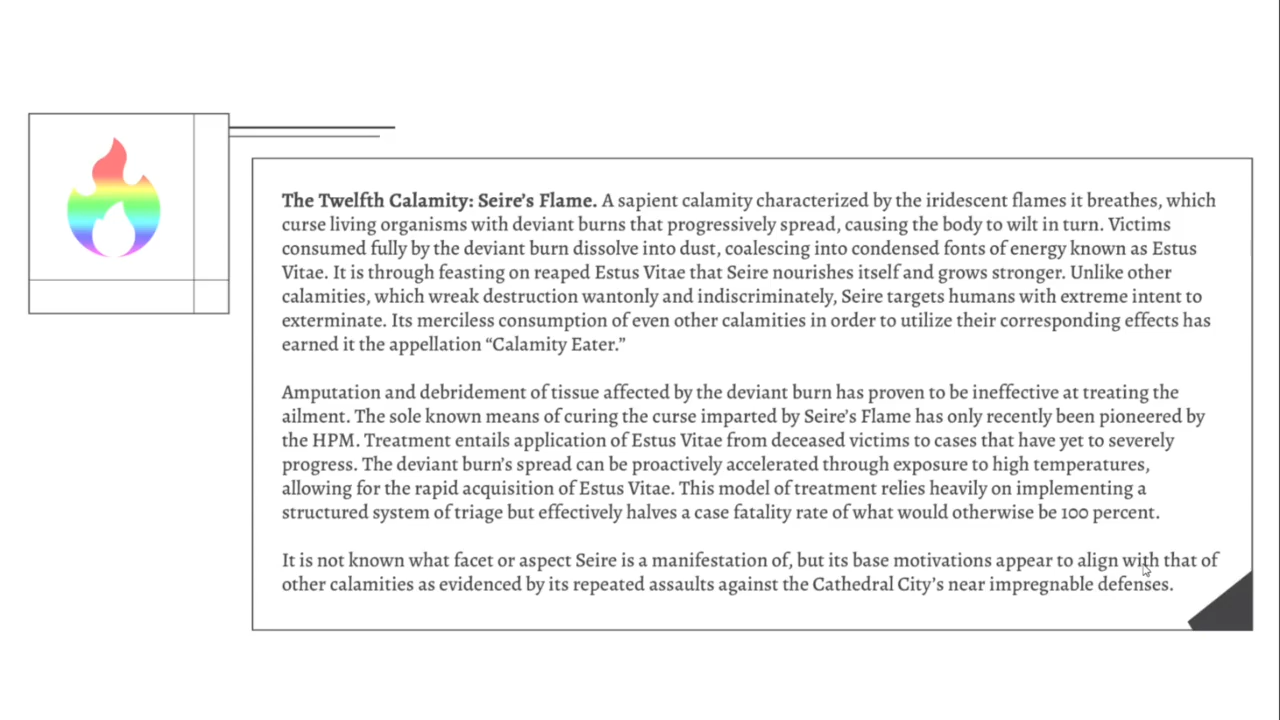 The Twelfth Calamity: Seire’s Flame. A sapient calamity characterized by the iridescent flames it breathes, which
curse living organisms with deviant burns that progressively spread, causing the body to wilt in turn. Victims
consumed fully by the deviant burn dissolve into dust, coalescing into condensed fonts of energy known as Estus
Vitae. It is through feasting on reaped Estus Vitae that Seire nourishes itself and grows stronger. Unlike other
calamities, which wreak destruction wantonly and indiscriminately, Seire targets humans with extreme intent to
exterminate. Its merciless consumption of even other calamities in order to utilize their corresponding effects has
earned it the appellation “Calamity Eater.”
Amputation and debridement of tissue affected by the deviant burn has proven to be ineffective at treating the
ailment. The sole known means of curing the curse imparted by Seire’s Flame has only recently been pioneered by
the HPM. Treatment entails application of Estus Vitae from deceased victims to cases that have yet to severely
progress. The deviant burn’s spread can be proactively accelerated through exposure to high temperatures,
allowing for the rapid acquisition of Estus Vitae. This model of treatment relies heavily on implementing a
structured system of triage but effectively halves a case fatality rate of what would otherwise be 100 percent.
It is not known what facet or aspect Seire is a manifestation of, but its base motivations appear to align with that of
other calamities as evidenced by its repeated assaults against the Cathedral City’s near impregnable defenses.